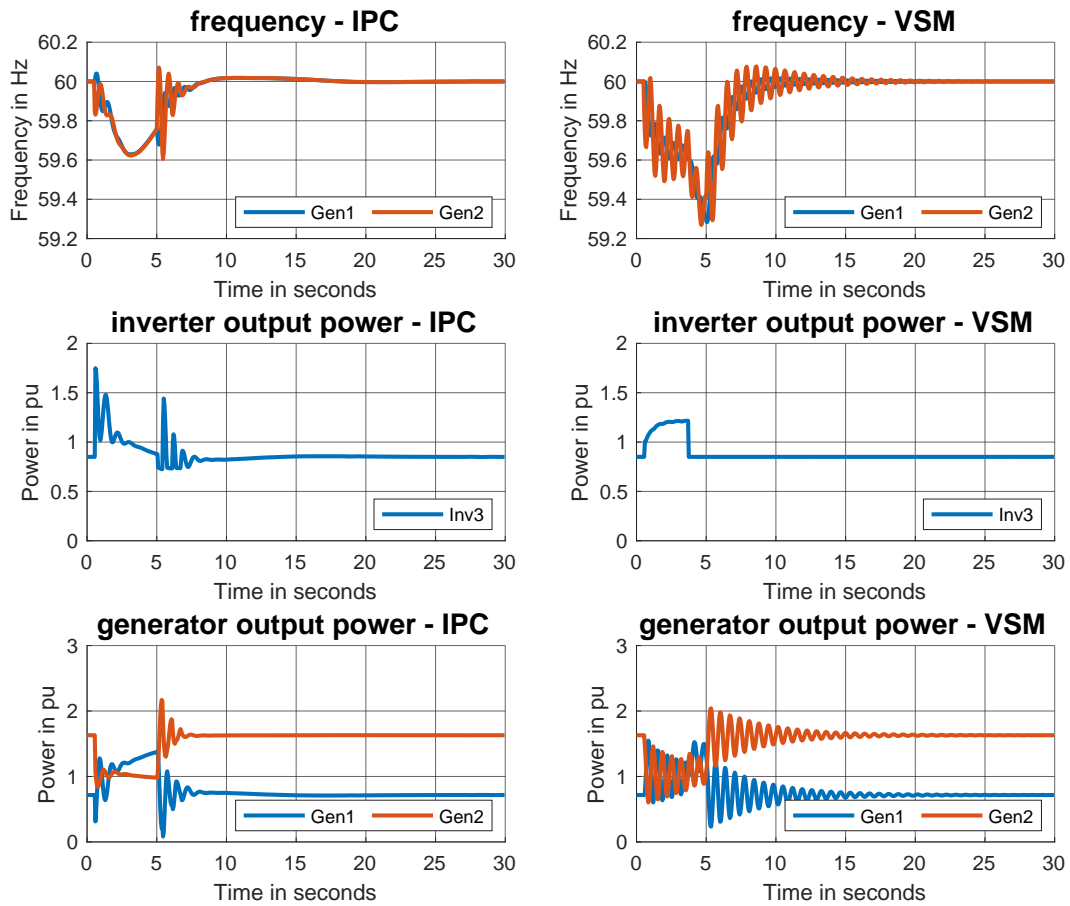 frequency - IPC
60.2
60
59.8
59.6
59.4
59.2
Frequency in Hz
Gen1 Gen2
0 5 10 15 20 25 30
Time in seconds
frequency - VSM
60.2
60
59.8
59.6
59.4
59.2
Frequency in Hz
Gen1 Gen2
0 5 10 15 20 25 30
Time in seconds
inverter output power - IPC
2
1.5
1
0.5
0
Power in pu
Inv3
0 5 10 15 20 25 30
Time in seconds
inverter output power - VSM
2
1.5
1
0.5
0
Power in pu
Inv3
0 5 10 15 20 25 30
Time in seconds
generator output power - IPC
3
2
1
0
Power in pu
Gen1 Gen2
0 5 10 15 20 25 30
Time in seconds
generator output power - VSM
3
2
1
0
Power in pu
Gen1 Gen2
0 5 10 15 20 25 30
Time in seconds